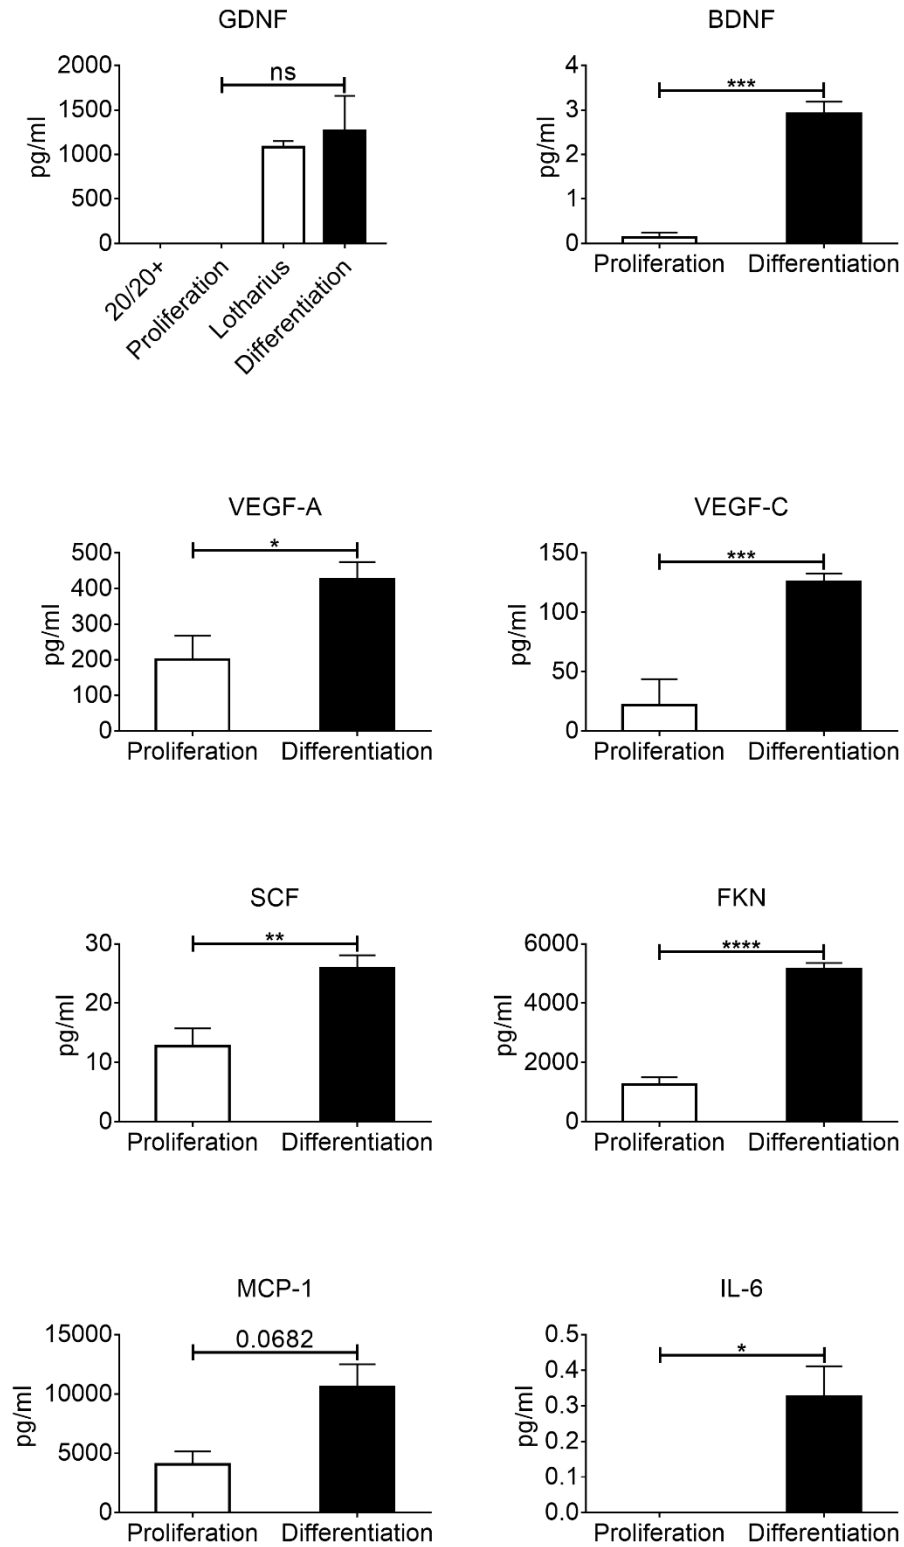 GDNF
pg/ml
2000
1500
1000
500
0
ns
20/20+
Proliferation
Lotharius
Differentiation
BDNF
pg/ml
4
3
2
1
0
***
Proliferation Differentiation
VEGF-A
pg/ml
500
400
300
200
100
0
*
Proliferation Differentiation
VEGF-C
pg/ml
150
100
50
0
***
Proliferation Differentiation
SCF
pg/ml
30
20
10
0
**
Proliferation Differentiation
FKN
pg/ml
6000
4000
2000
0
****
Proliferation Differentiation
MCP-1
pg/ml
15000
10000
5000
0
0.0682
Proliferation Differentiation
IL-6
pg/ml
0.5
0.4
0.3
0.2
0.1
0.0
*
Proliferation Differentiation